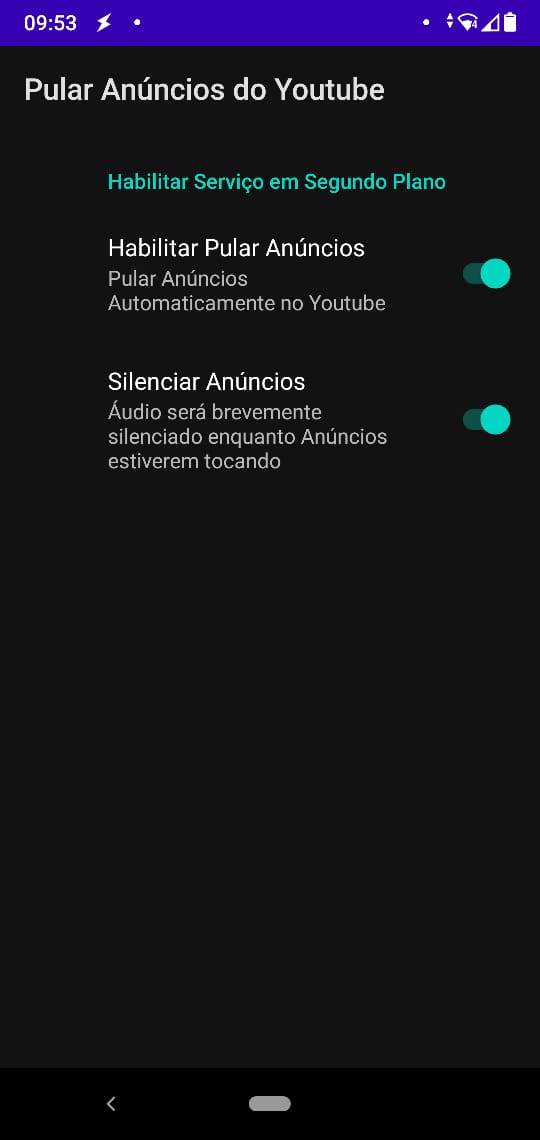 09:53
Pular Anúncios do Youtube
Habilitar Serviço em Segundo Plano
Habilitar Pular Anúncios
Pular Anúncios
Automaticamente no Youtube
Silenciar Anúncios
Áudio será brevemente
silenciado enquanto Anúncios
estiverem tocando